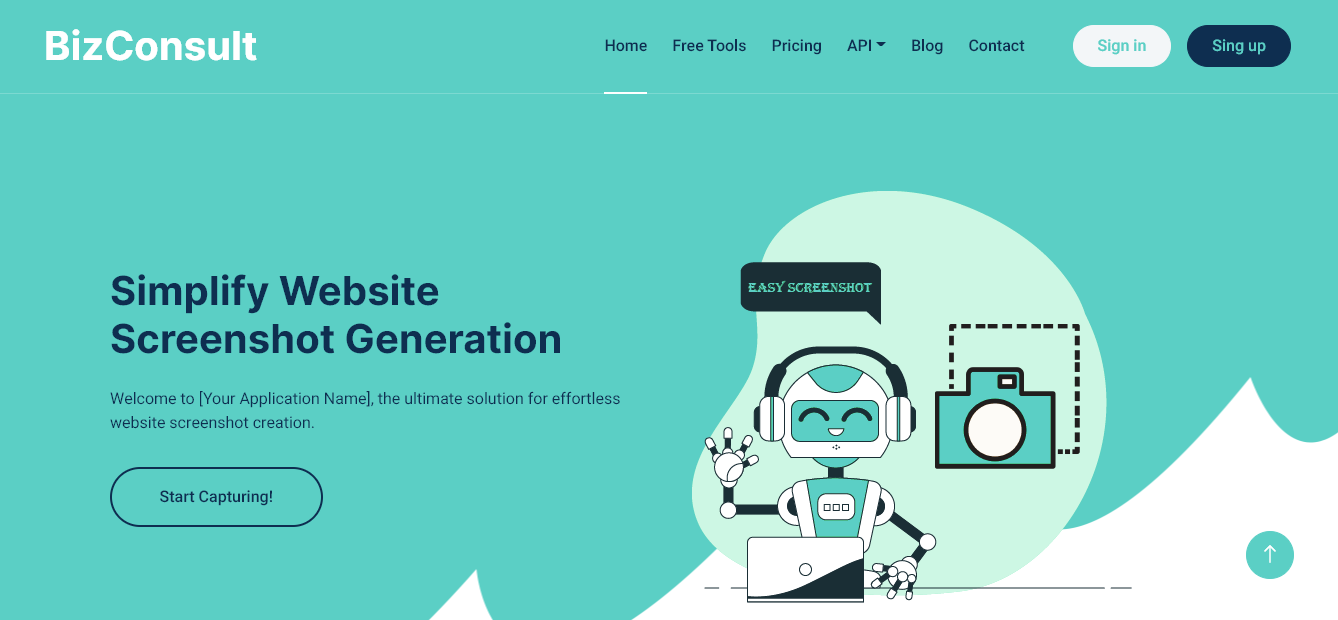 BizConsult
Home
Free Tools
Pricing
API
Blog
Contact
Sign in
Sing up
EASY SCREENSHOT
Simplify Website
Screenshot Generation
Welcome to [Your Application Name], the ultimate solution for effortless
website screenshot creation.
Start Capturing!